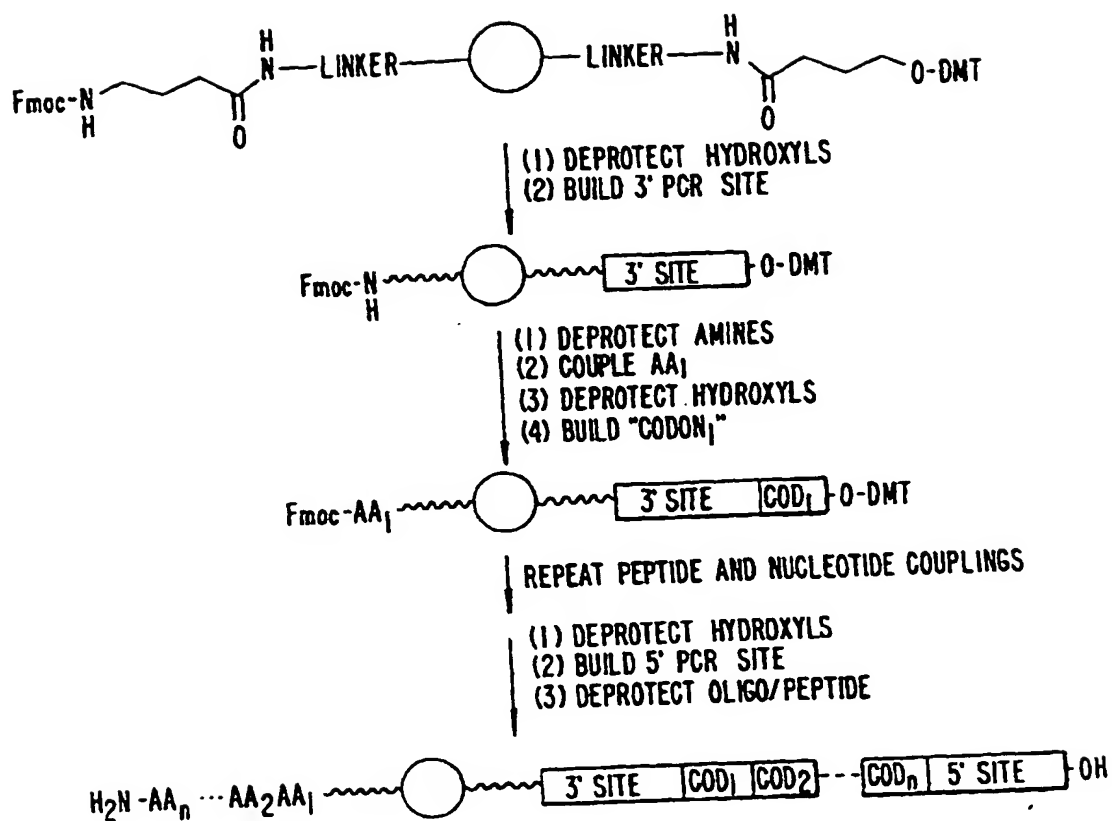 H
N
LINKER
LINKER
H
N
Fmoc-N
H
O
O
O-DMT
(1) DEPROTECT HYDROXYLS
(2) BUILD 3' PCR SITE
Fmoc-N
H
3' SITE
O-DMT
(1) DEPROTECT AMINES
(2) COUPLE AA1
(3) DEPROTECT HYDROXYLS
(4) BUILD "CODON1"
Fmoc-AA1
3' SITE COD1 O-DMT
REPEAT PEPTIDE AND NUCLEOTIDE COUPLINGS
(1) DEPROTECT HYDROXYLS
(2) BUILD 5' PCR SITE
(3) DEPROTECT OLIGO/PEPTIDE
H2N-AAn ··· AA2AA1
3' SITE COD1 COD2 --- CODn 5' SITE OH